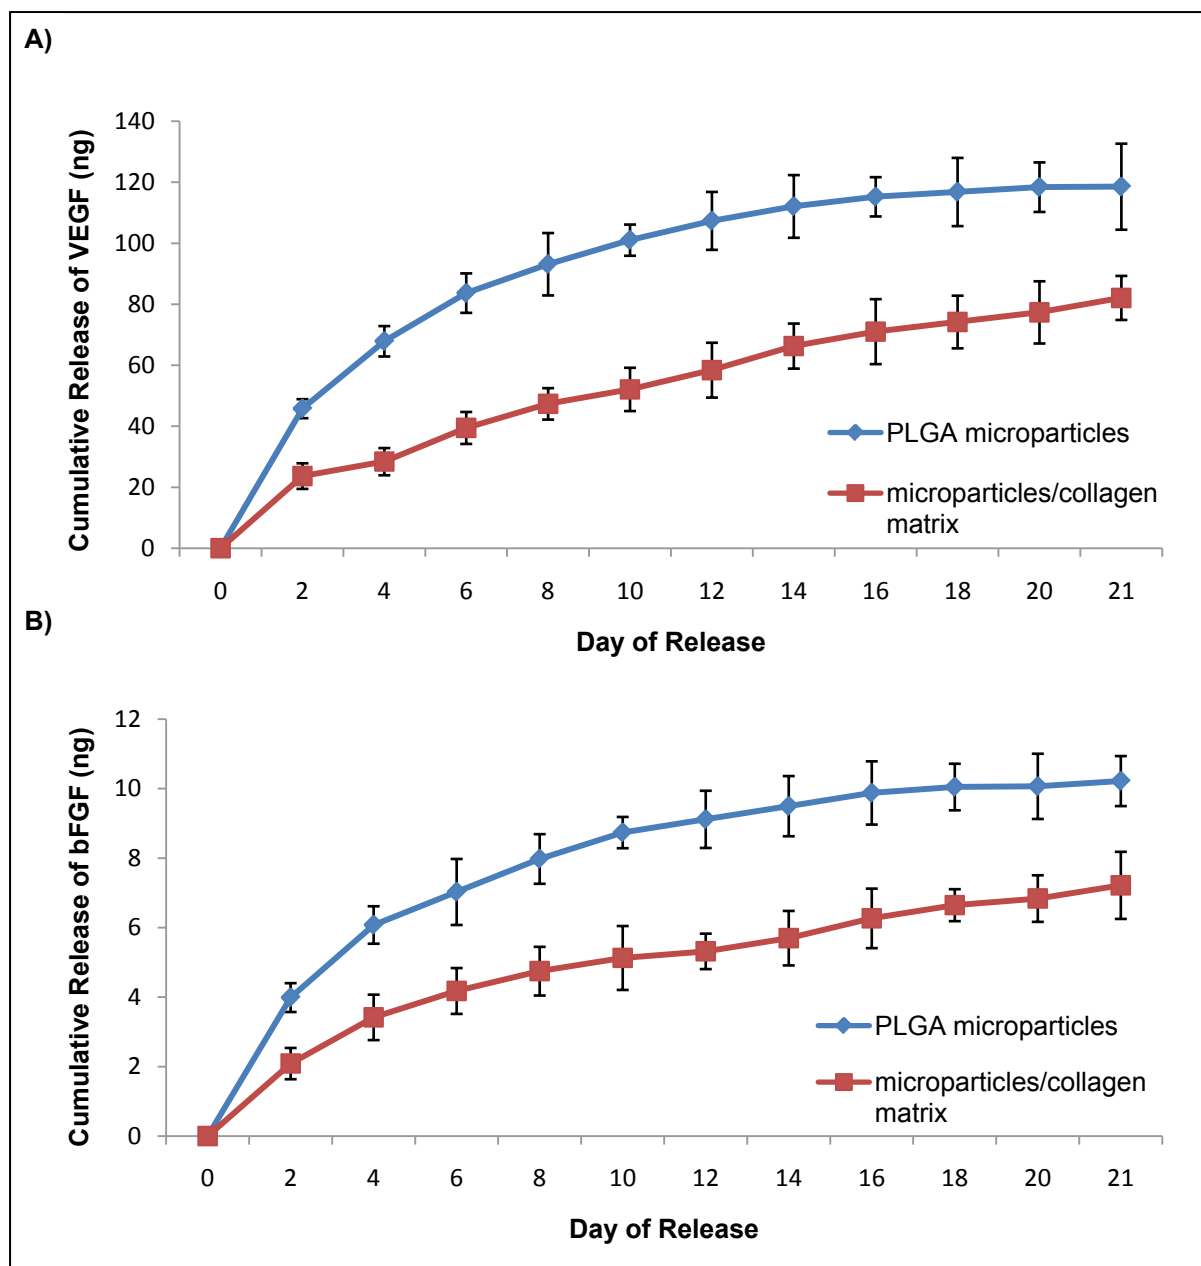 A)
Cumulative Release of VEGF (ng)
140
120
100
80
60
40
20
0
PLGA microparticles
microparticles/collagen
matrix
0 2 4 6 8 10 12 14 16 18 20 21
Day of Release
B)
Cumulative Release of bFGF (ng)
12
10
8
6
4
2
0
PLGA microparticles
microparticles/collagen
matrix
0 2 4 6 8 10 12 14 16 18 20 21
Day of Release